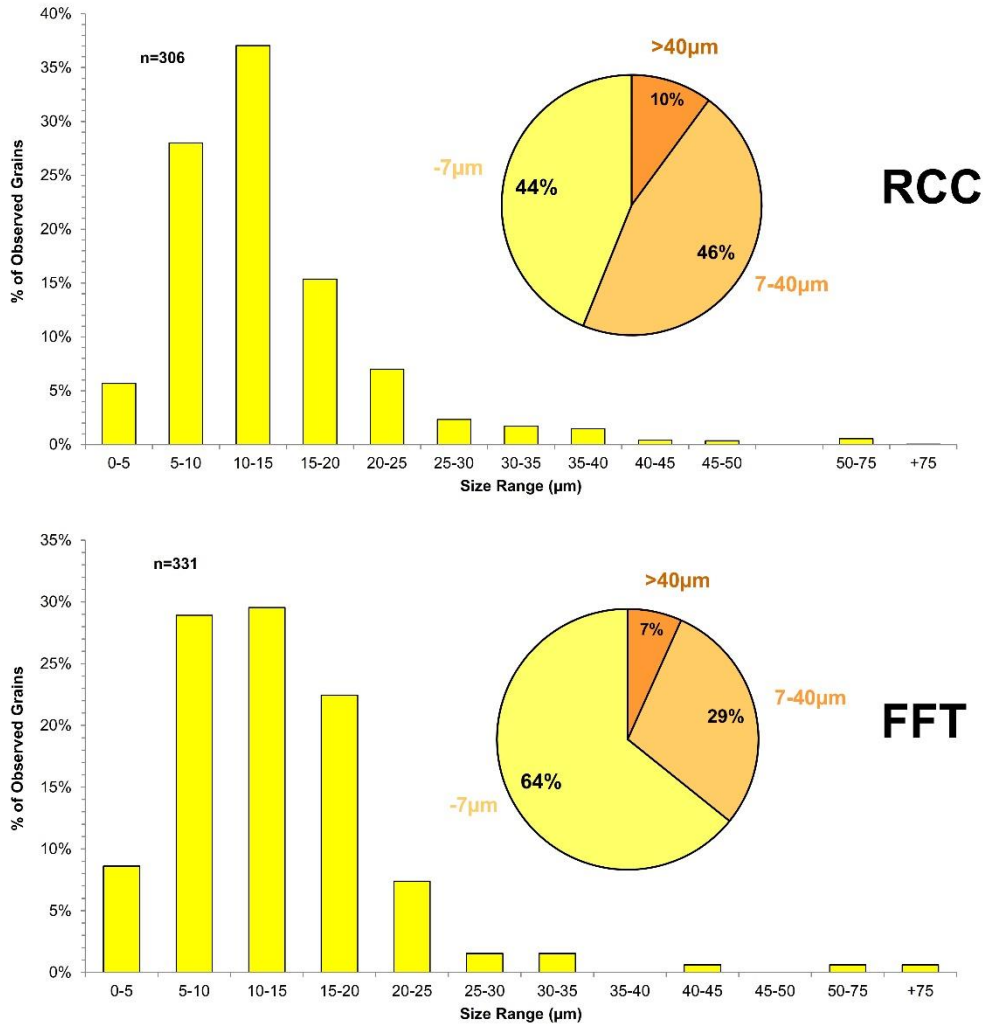 40%
35%
30%
25%
20%
15%
10%
5%
0%
% of Observed Grains
n=306
0-5 5-10 10-15 15-20 20-25 25-30 30-35 35-40 40-45 45-50 50-75 +75
Size Range (µm)
>40µm
10%
-7µm
44%
46%
7-40µm
RCC
35%
30%
25%
20%
15%
10%
5%
0%
% of Observed Grains
n=331
0-5 5-10 10-15 15-20 20-25 25-30 30-35 35-40 40-45 45-50 50-75 +75
Size Range (µm)
>40µm
7%
7-40µm
29%
64%
-7µm
FFT